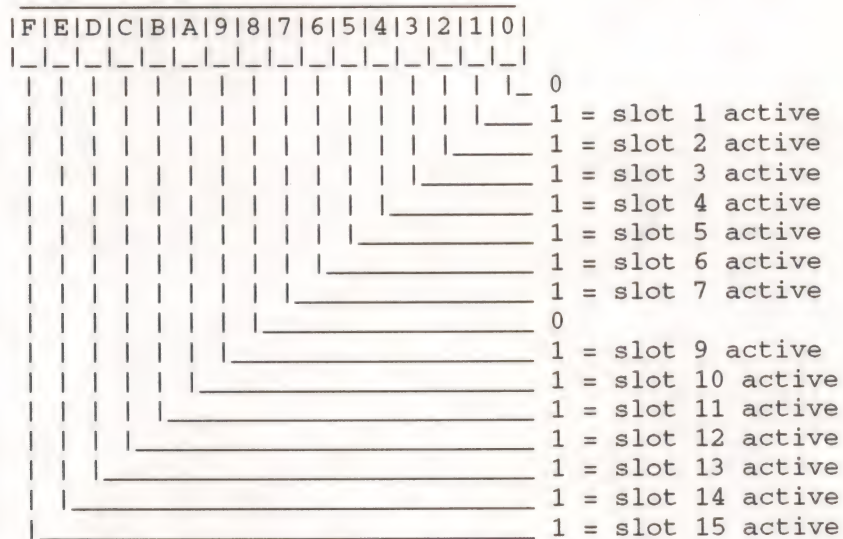 |F|E|D|C|B|A|9|8|7|6|5|4|3|2|1|0|
0
1 = slot 1 active
1 = slot 2 active
1 = slot 3 active
1 = slot 4 active
1 = slot 5 active
1 = slot 6 active
1 = slot 7 active
0
1 = slot 9 active
1 = slot 10 active
1 = slot 11 active
1 = slot 12 active
1 = slot 13 active
1 = slot 14 active
1 = slot 15 active